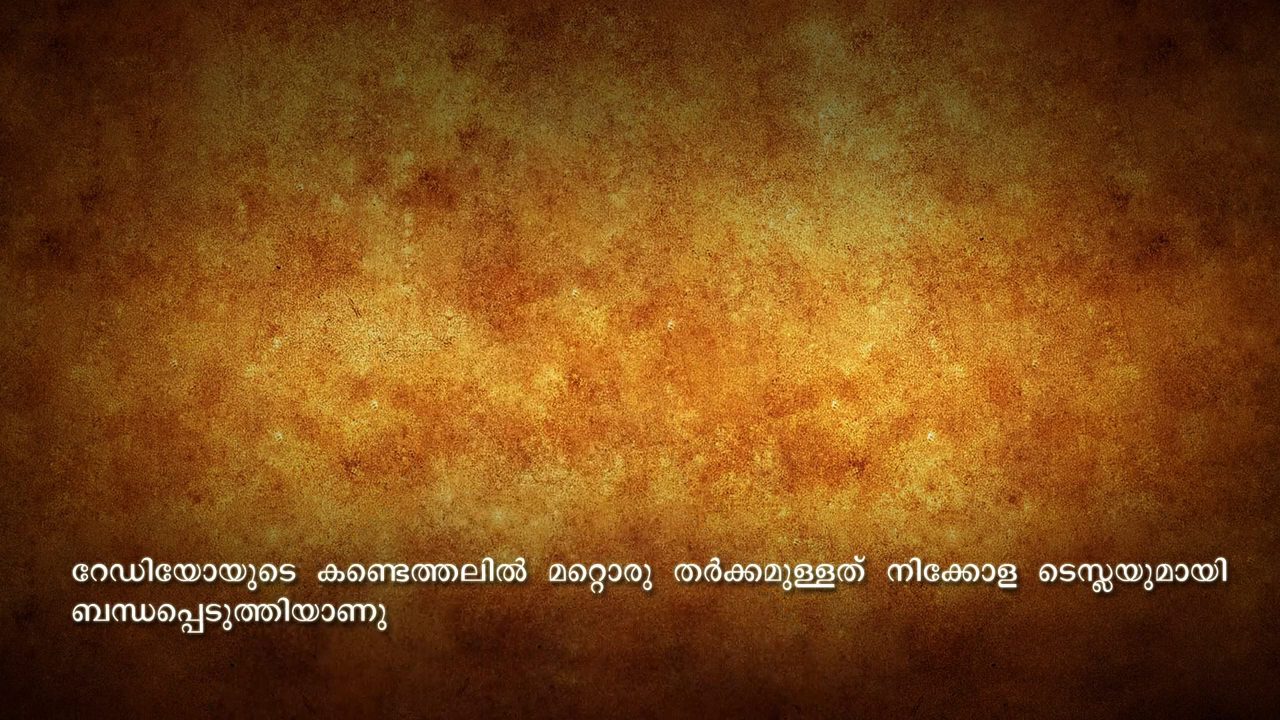 റേഡിയോയുടെ കണ്ടെത്തലിൽ മറ്റൊരു തർക്കമുള്ളത് നിക്കോള ടെസ്ലയുമായി
ബന്ധപ്പെടുത്തിയാണു